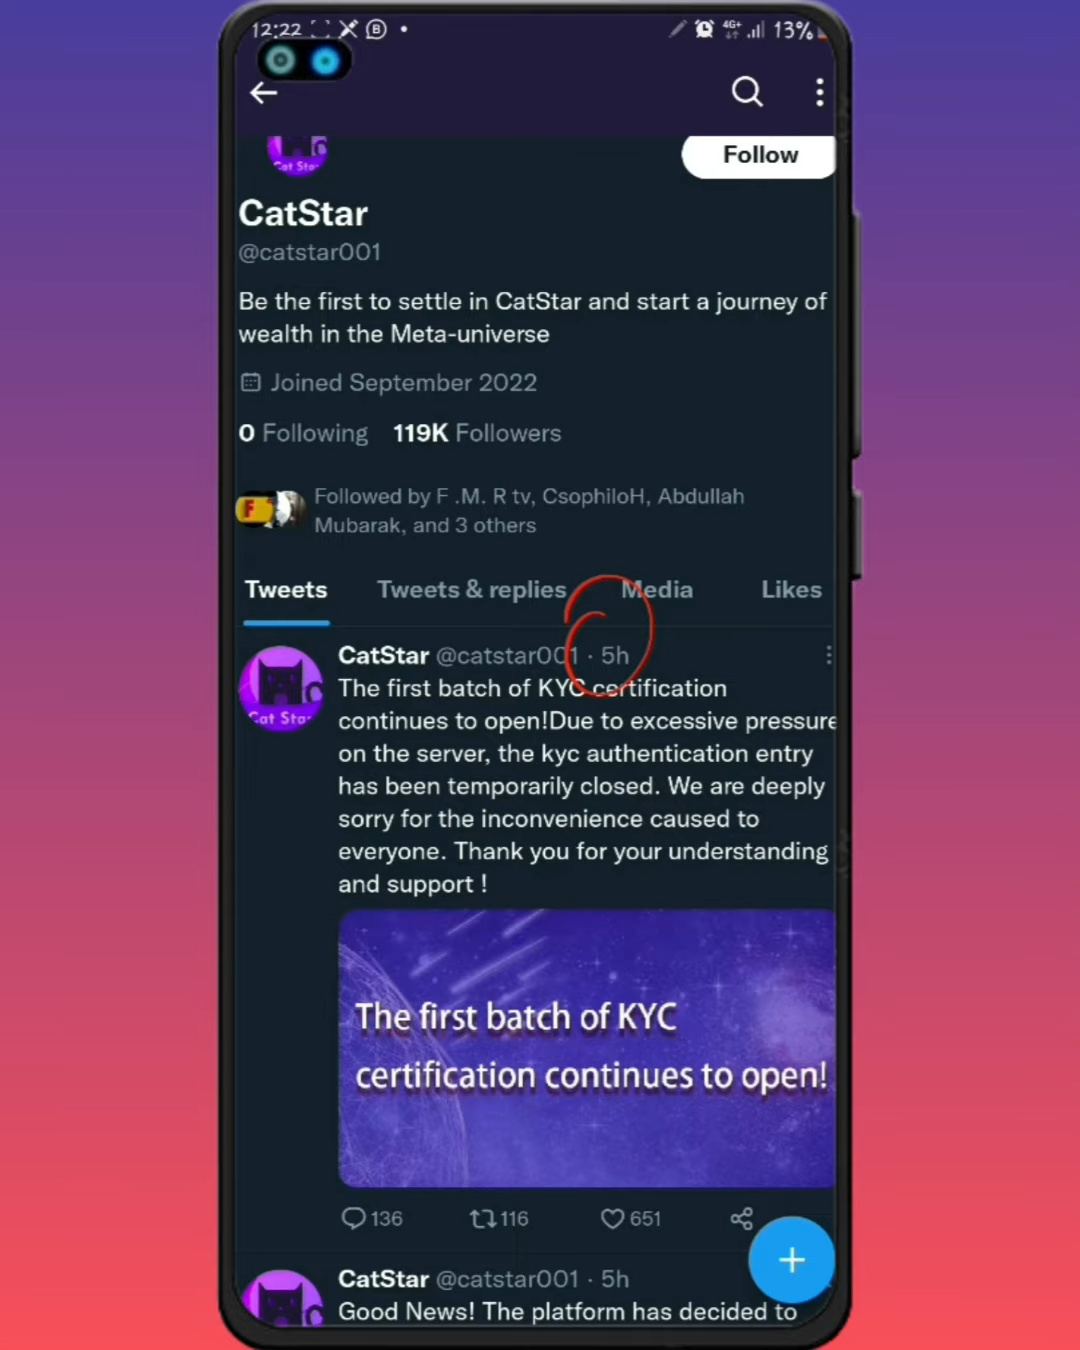 12:22
4G+
13%
Cat Star
Follow
CatStar
@catstar001
Be the first to settle in CatStar and start a journey of
wealth in the Meta-universe
Joined September 2022
0 Following 119K Followers
F
Followed by F .M. R tv, CsophiloH, Abdullah
Mubarak, and 3 others
Tweets Tweets & replies Media Likes
CatStar @catstar001 · 5h
The first batch of KYC certification
continues to open!Due to excessive pressure
on the server, the kyc authentication entry
has been temporarily closed. We are deeply
sorry for the inconvenience caused to
everyone. Thank you for your understanding
and support !
Cat Star
The first batch of KYC
certification continues to open!
136 116 651
CatStar @catstar001 · 5h
Good News! The platform has decided to